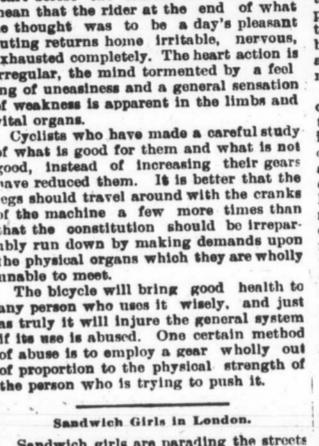 mean that the rider at the end of what
e thought was to be a day's pleasant
uting returns home irritable, nervous,
xhausted completely. The heart action is
rregular, the mind tormented by a feel
ng of uneasiness and a general sensation
f weakness is apparent in the limbs and
vital organs.
Cyclists who have made a careful study
of what is good for them and what is not
good, instead of increasing their gears
have reduced them. It is better that the
legs should travel around with the cranks
of the machine a few more times than
that the constitution should be irrepar-
ably run down by making demands upon
the physical organs which they are wholly
unable to meet.
The bicycle will bring good health to
any person who uses it wisely, and just
as truly it will injure the general system
if its use is abused. One certain method
of abuse is to employ a gear wholly out
of proportion to the physical strength of
the person who is trying to push it.
Sandwich Girls in London.
Sandwich girls are parading the streets